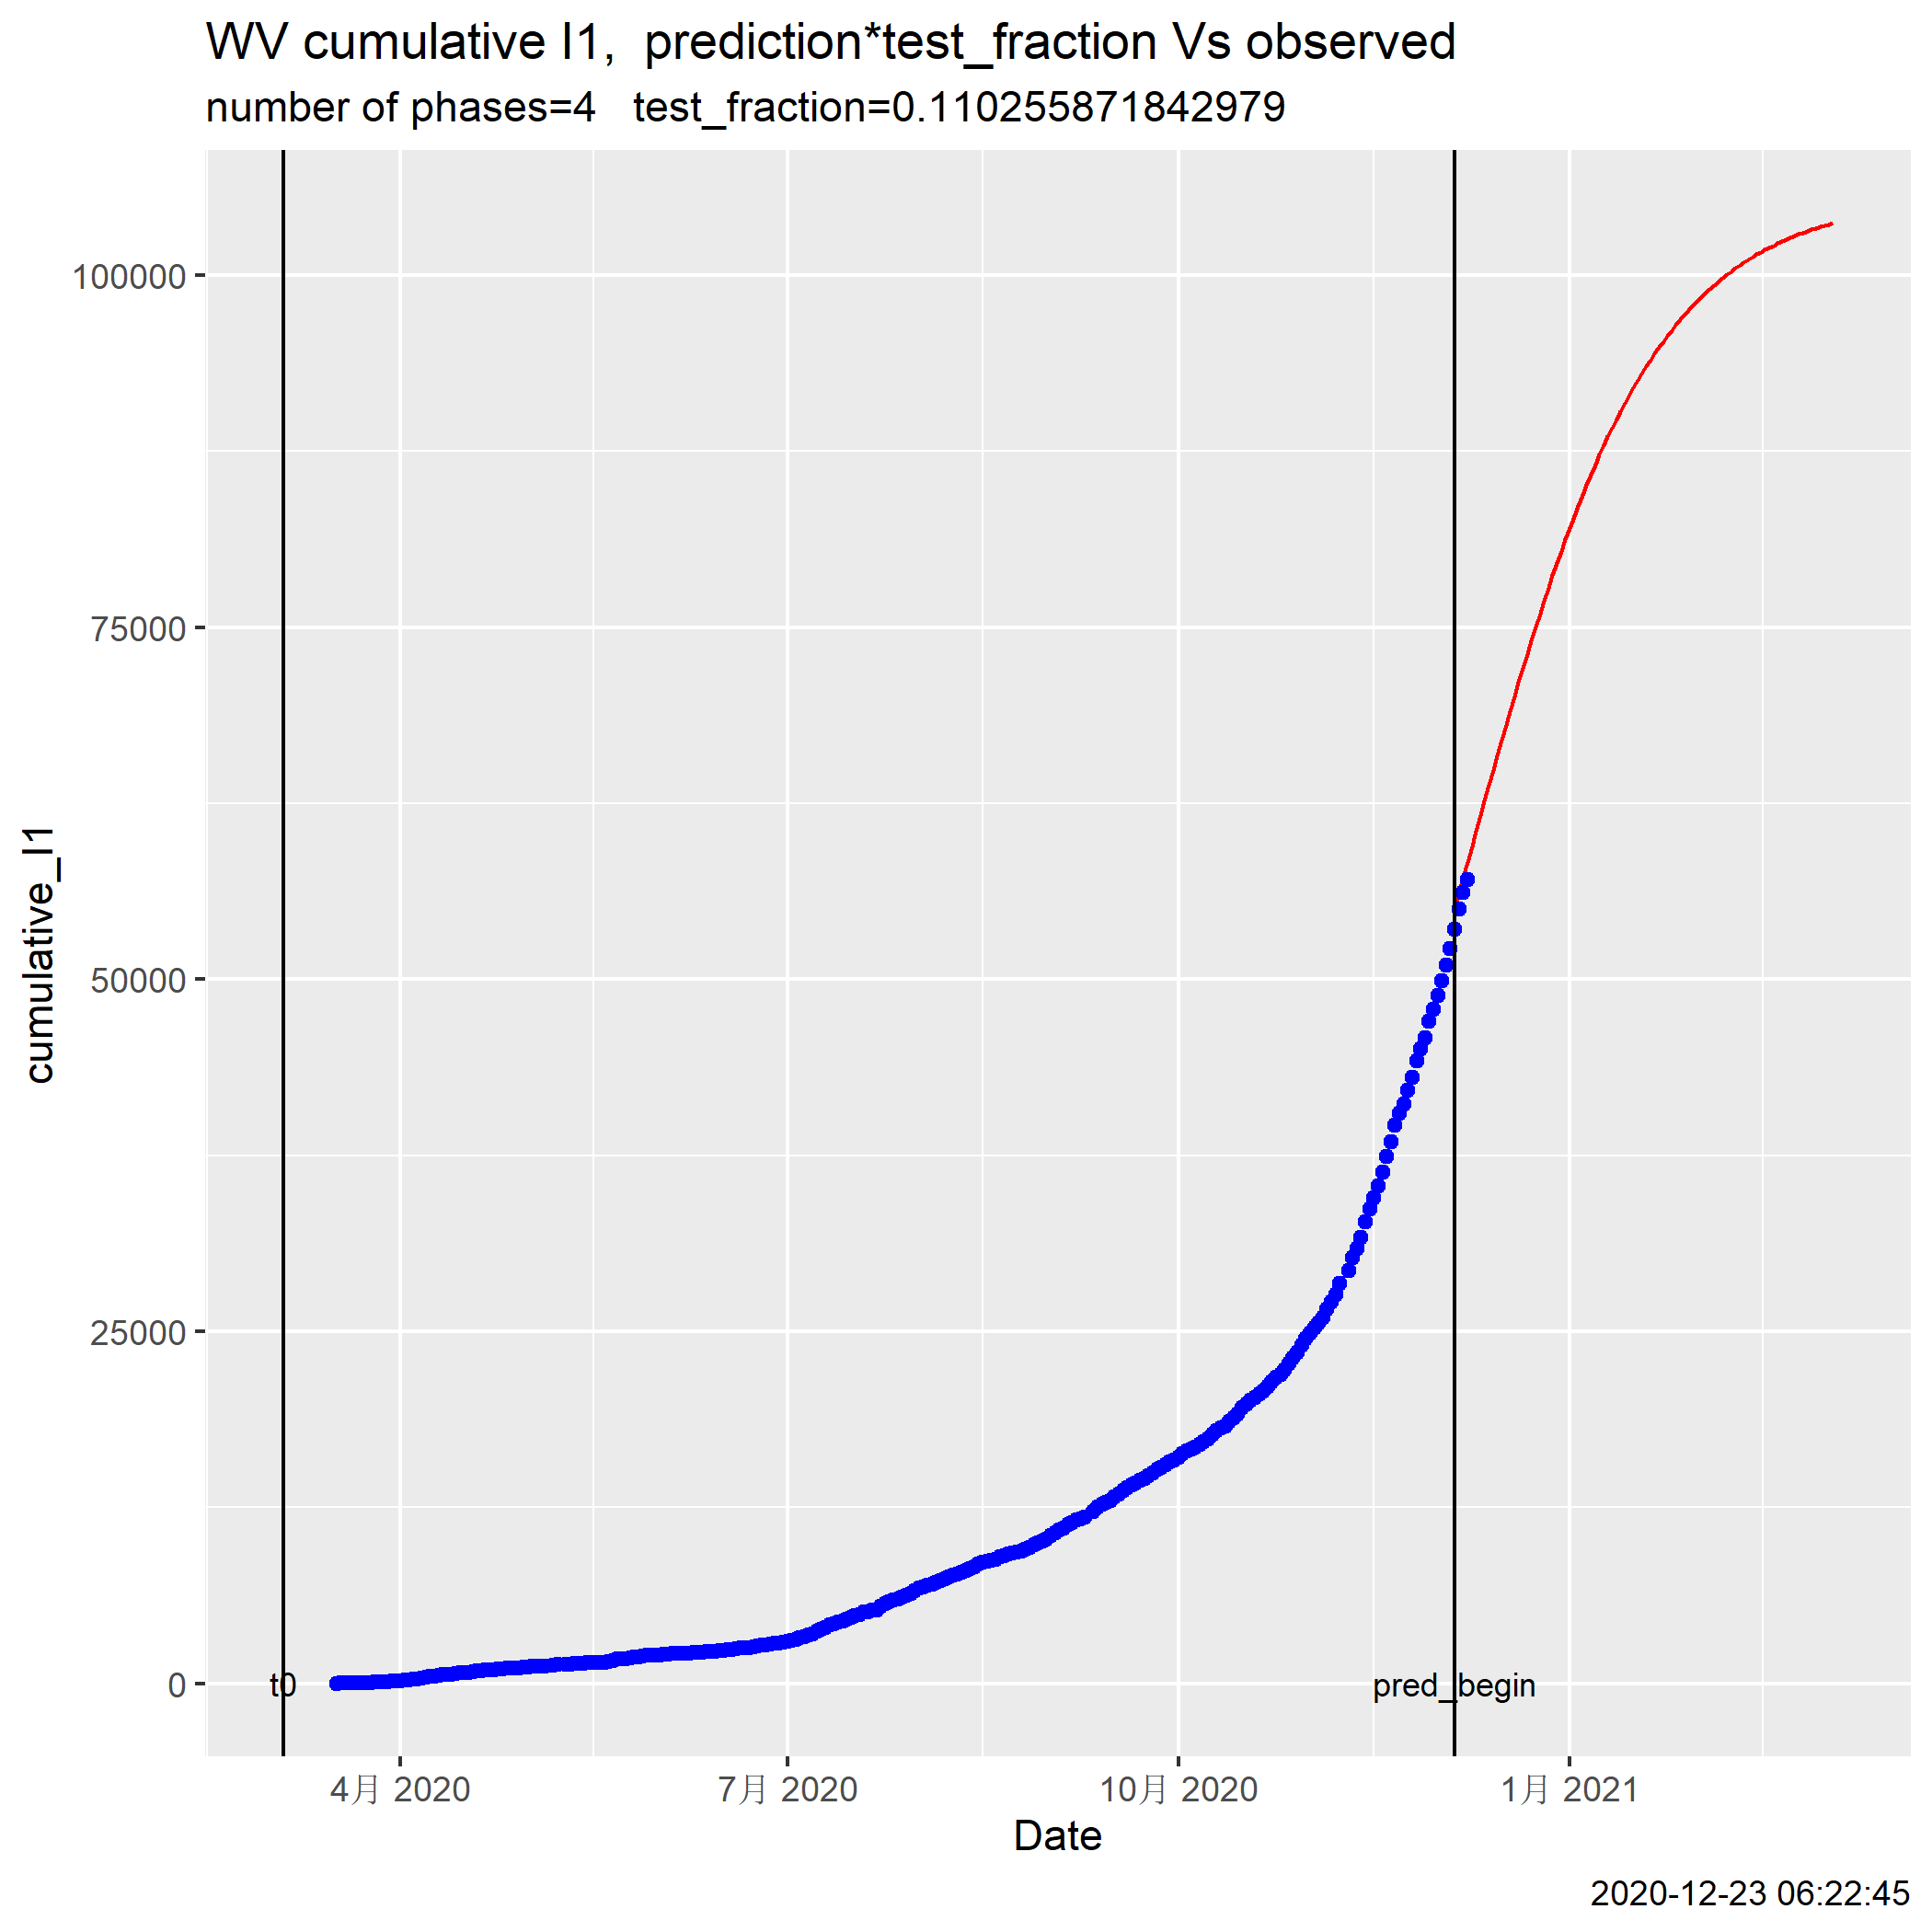 WV cumulative I1,  prediction*test_fraction Vs observed
number of phases=4   test_fraction=0.110255871842979
cumulative_I1
100000
75000
50000
25000
0
t0
pred_begin
4月 2020
7月 2020
10月 2020
1月 2021
Date
2020-12-23 06:22:45